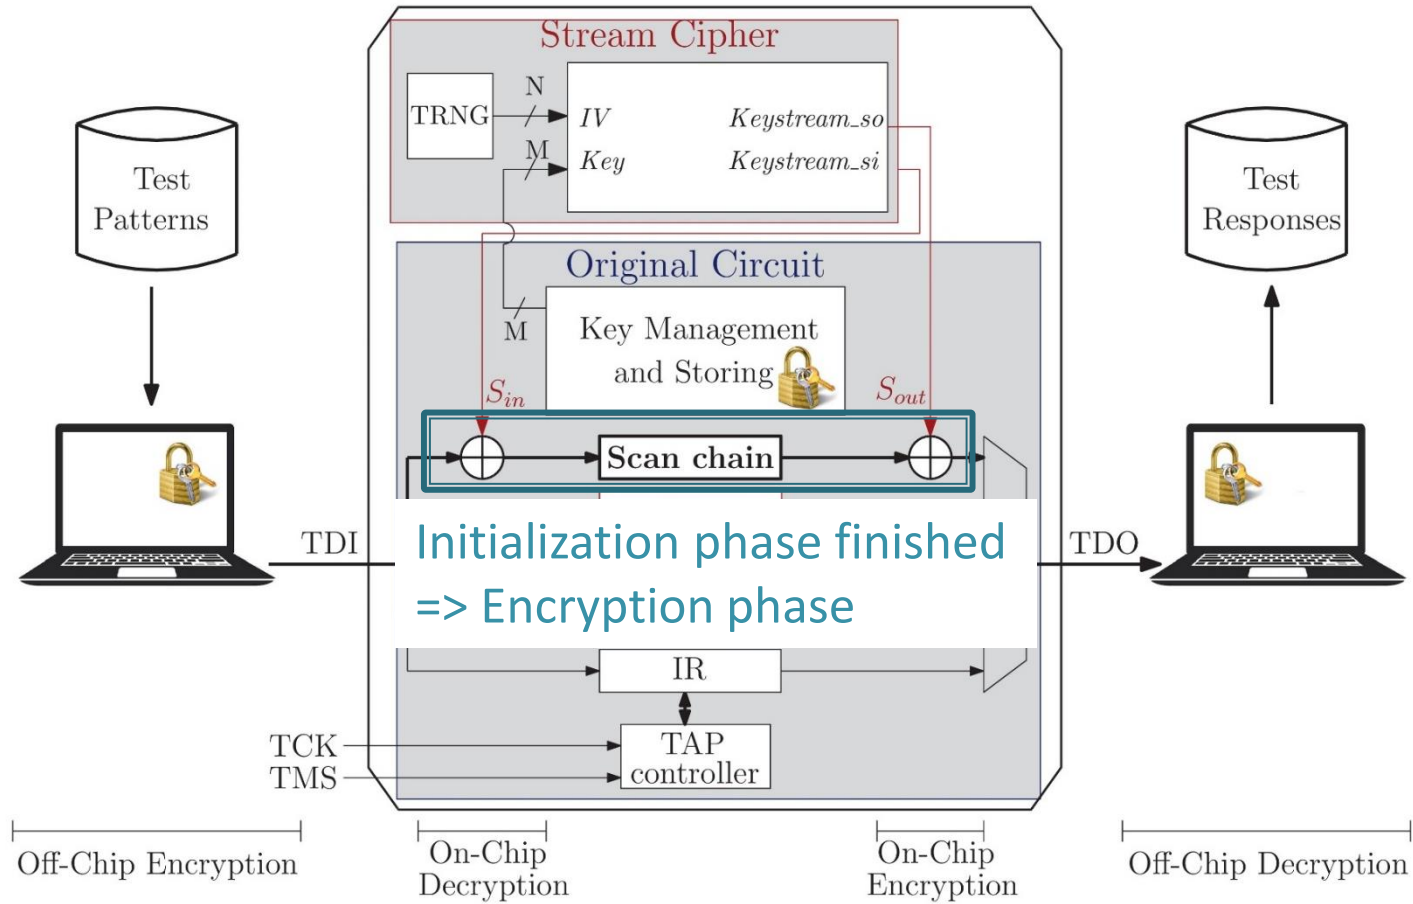 Stream Cipher
TRNG
N
M
IV
Key
Keystream_so
Keystream_si
Test
Patterns
Test
Responses
Original Circuit
M
Key Management
and Storing
S_in
S_out
Scan chain
TDI
Initialization phase finished
=> Encryption phase
TDO
IR
TCK
TMS
TAP
controller
Off-Chip Encryption
On-Chip
Decryption
On-Chip
Encryption
Off-Chip Decryption